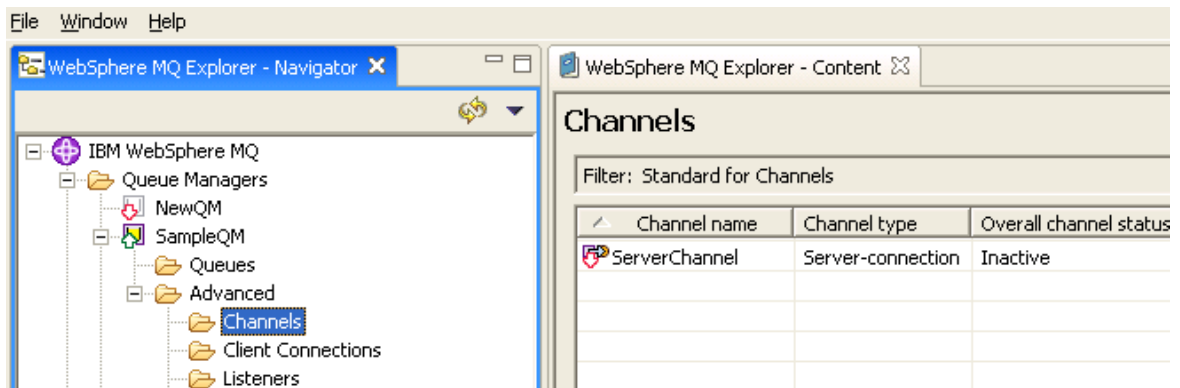 File Window Help
WebSphere MQ Explorer - Navigator
IBM WebSphere MQ
Queue Managers
NewQM
SampleQM
Queues
Advanced
Channels
Client Connections
Listeners
WebSphere MQ Explorer - Content
Channels
Filter: Standard for Channels
Channel name Channel type Overall channel status
ServerChannel Server-connection Inactive